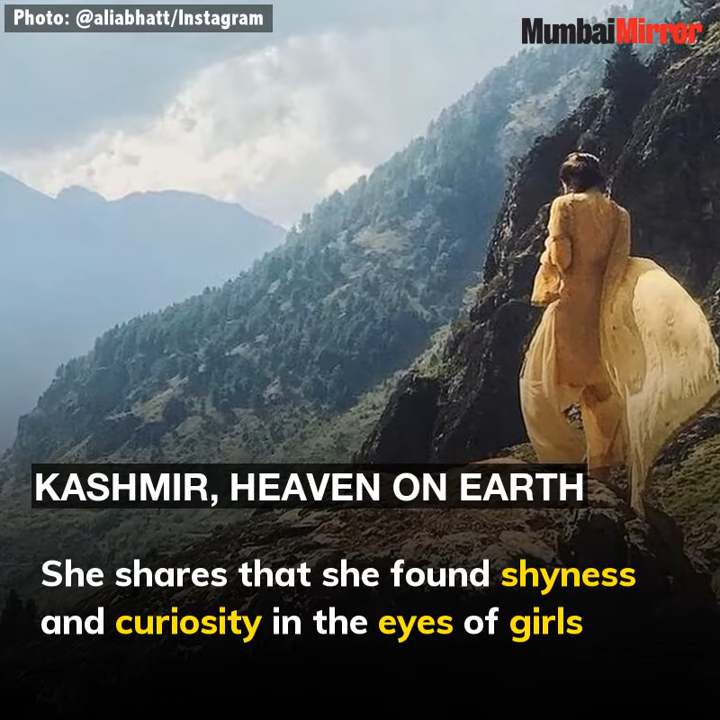 Photo: @aliabhatt/Instagram
MumbaiMirror
KASHMIR, HEAVEN ON EARTH
She shares that she found shyness
and curiosity in the eyes of girls